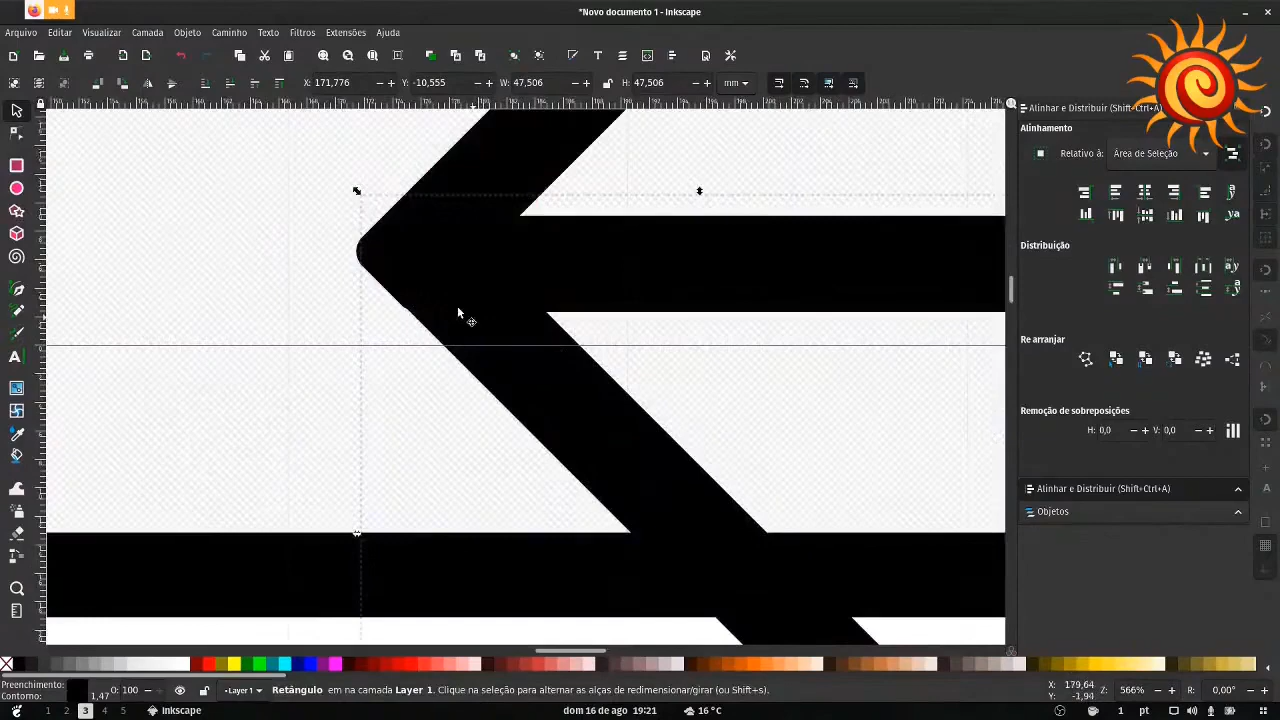 *Novo documento 1 - Inkscape
Arquivo Editar Visualizar Camada Objeto Caminho Texto Filtros Extensões Ajuda
X: 171,776 Y: -10,555 W: 47,506 H: 47,506 mm
Alinhar e Distribuir (Shift+Ctrl+A)
Alinhamento
Relativo à: Área de Seleção
Distribuição
Re arranjar
Remoção de sobreposições
H: 0,0 V: 0,0
Alinhar e Distribuir (Shift+Ctrl+A)
Objetos
Preenchimento: Contorno: 1,47 O: 100 Layer 1 Retângulo em na camada Layer 1. Clique na seleção para alternar as alças de redimensionar/girar (ou Shift+s). X: 179,64 Y: -1,94 Z: 566% R: 0,00°
1 2 3 4 5 Inkscape dom 16 de ago 19:21 16 °C 1 pt